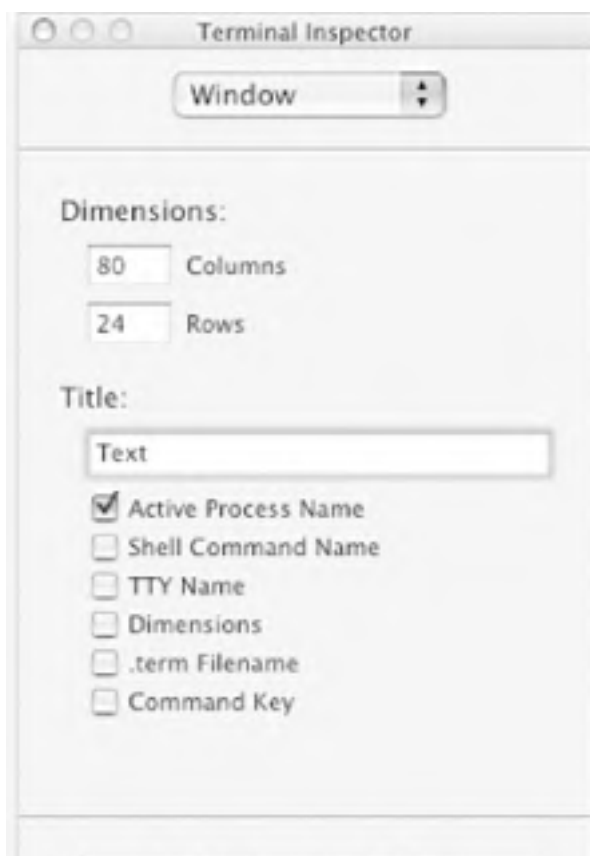 Terminal Inspector
Window
Dimensions:
80 Columns
24 Rows
Title:
Text
Active Process Name
Shell Command Name
TTY Name
Dimensions
.term Filename
Command Key